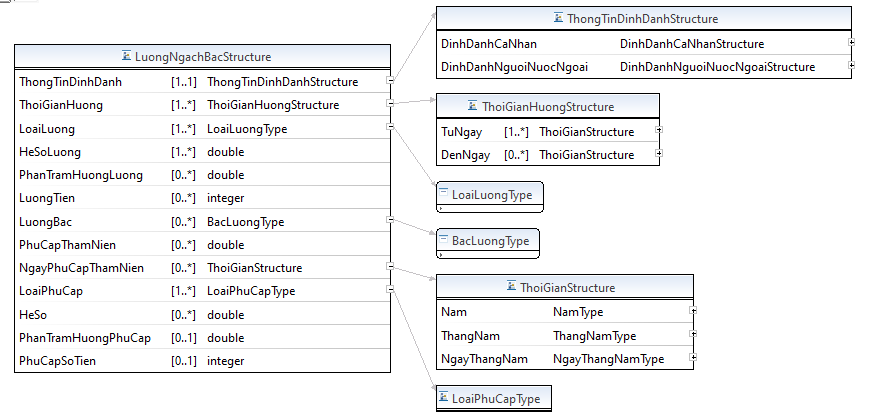 LuongNgachBacStructure
ThongTinDinhDanh [1..1] ThongTinDinhDanhStructure
ThoiGianHuong [1..*] ThoiGianHuongStructure
LoaiLuong [1..*] LoaiLuongType
HeSoLuong [1..*] double
PhanTramHuongLuong [0..*] double
LuongTien [0..*] integer
LuongBac [0..*] BacLuongType
PhuCapThamNien [0..*] double
NgayPhuCapThamNien [0..*] ThoiGianStructure
LoaiPhuCap [1..*] LoaiPhuCapType
HeSo [0..*] double
PhanTramHuongPhuCap [0..1] double
PhuCapSoTien [0..1] integer
ThongTinDinhDanhStructure
DinhDanhCaNhan DinhDanhCaNhanStructure
DinhDanhNguoiNuocNgoai DinhDanhNguoiNuocNgoaiStructure
ThoiGianHuongStructure
TuNgay [1..*] ThoiGianStructure
DenNgay [0..*] ThoiGianStructure
LoaiLuongType
BacLuongType
ThoiGianStructure
Nam NamType
ThangNam ThangNamType
NgayThangNam NgayThangNamType
LoaiPhuCapType